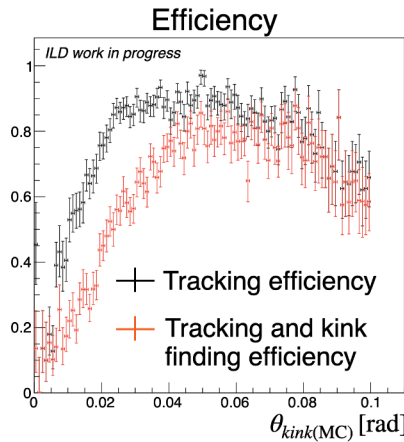 Efficiency
ILD work in progress
1
0.8
0.6
0.4
0.2
0
Tracking efficiency
Tracking and kink
finding efficiency
0 0.02 0.04 0.06 0.08 0.1
θkink(MC) [rad]